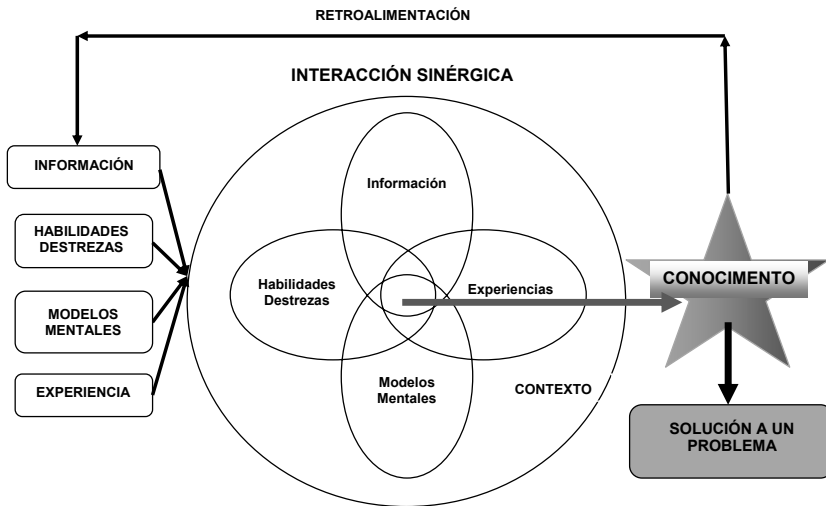 RETROALIMENTACIÓN
INTERACCIÓN SINÉRGICA
INFORMACIÓN
HABILIDADES
DESTREZAS
MODELOS
MENTALES
EXPERIENCIA
Información
Habilidades
Destrezas
Experiencias
Modelos
Mentales
CONTEXTO
CONOCIMENTO
SOLUCIÓN A UN
PROBLEMA